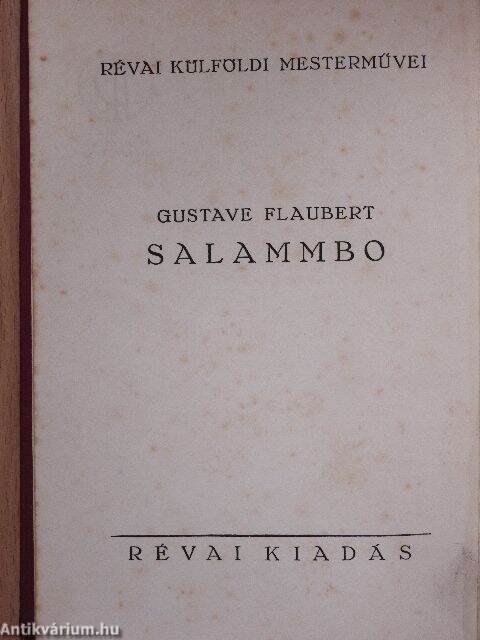 RÉVAI KÜLFÖLDI MESTERMŰVEI
GUSTAVE FLAUBERT
SALAMMBO
RÉVAI KIADÁS
Antikvárium.hu